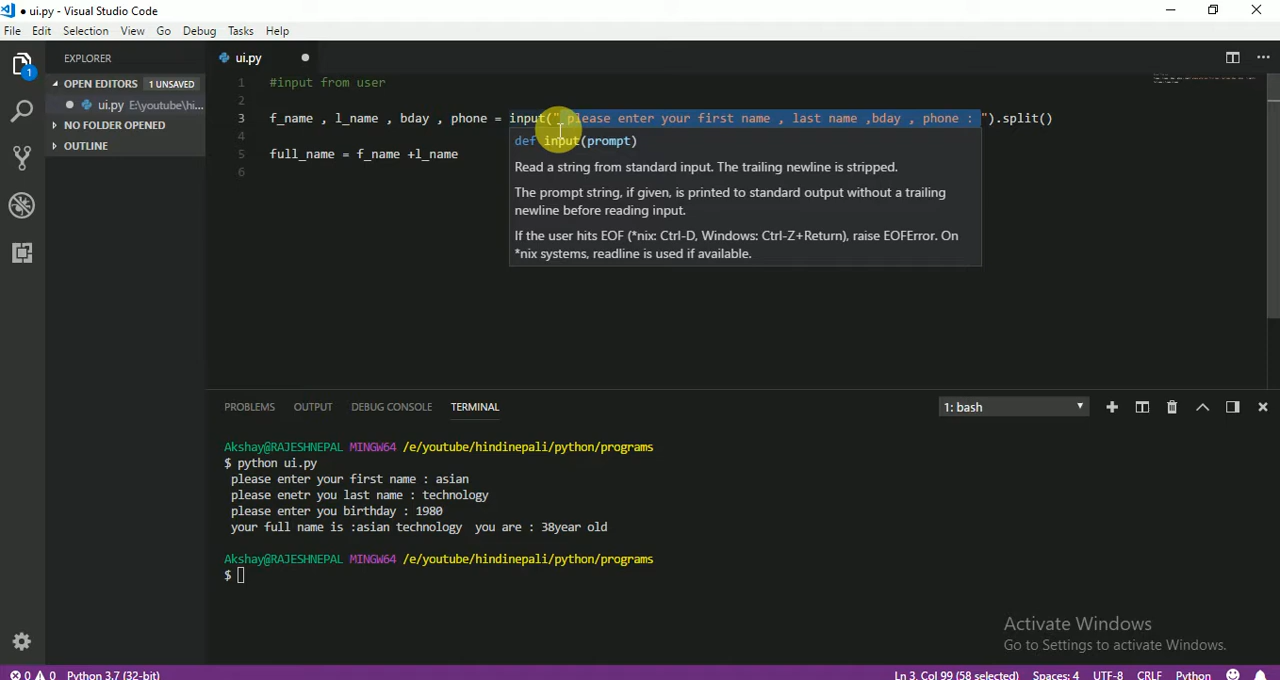 ui.py - Visual Studio Code
File Edit Selection View Go Debug Tasks Help
EXPLORER
OPEN EDITORS 1 UNSAVED
ui.py E:\youtube\hi...
NO FOLDER OPENED
OUTLINE
1
ui.py
1 #input from user
2
3 f_name , l_name , bday , phone = input(" please enter your first name , last name ,bday , phone : ").split()
4
5 full_name = f_name +l_name
6
def input(prompt)
Read a string from standard input. The trailing newline is stripped.
The prompt string, if given, is printed to standard output without a trailing
newline before reading input.
If the user hits EOF (*nix: Ctrl-D, Windows: Ctrl-Z+Return), raise EOFError. On
*nix systems, readline is used if available.
PROBLEMS OUTPUT DEBUG CONSOLE TERMINAL 1: bash
Akshay@RAJESHNEPAL MINGW64 /e/youtube/hindinepali/python/programs
$ python ui.py
please enter your first name : asian
please enetr you last name : technology
please enter you birthday : 1980
your full name is :asian technology you are : 38year old
Akshay@RAJESHNEPAL MINGW64 /e/youtube/hindinepali/python/programs
$
Activate Windows
Go to Settings to activate Windows.
0 0 Python 3.7 (32-bit) Ln 3, Col 99 (58 selected) Spaces: 4 UTF-8 CRLF Python